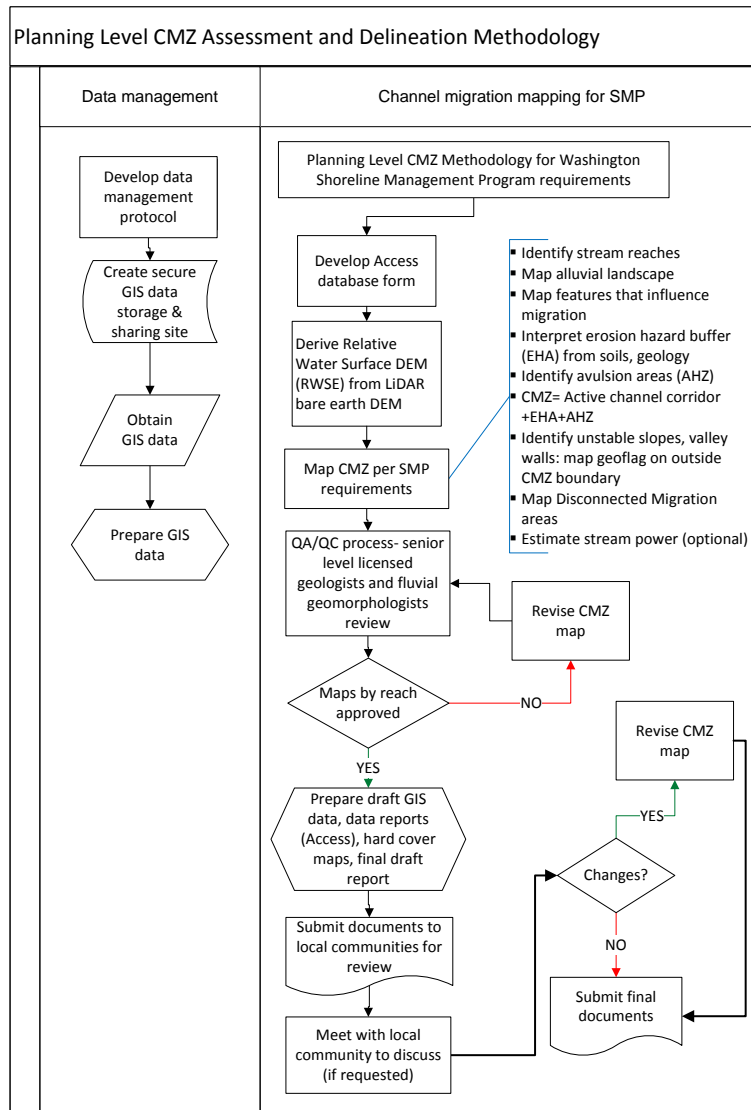 Planning Level CMZ Assessment and Delineation Methodology
Data management
Channel migration mapping for SMP
Develop data
management
protocol
Create secure
GIS data
storage &
sharing site
Obtain
GIS data
Prepare GIS
data
Planning Level CMZ Methodology for Washington
Shoreline Management Program requirements
Develop Access
database form
Derive Relative
Water Surface DEM
(RWSE) from LiDAR
bare earth DEM
Map CMZ per SMP
requirements
▪ Identify stream reaches
▪ Map alluvial landscape
▪ Map features that influence
migration
▪ Interpret erosion hazard buffer
(EHA) from soils, geology
▪ Identify avulsion areas (AHZ)
▪ CMZ= Active channel corridor
+EHA+AHZ
▪ Identify unstable slopes, valley
walls: map geoflag on outside
CMZ boundary
▪ Map Disconnected Migration
areas
▪ Estimate stream power (optional)
QA/QC process- senior
level licensed
geologists and fluvial
geomorphologists
review
Revise CMZ
map
Maps by reach
approved
NO
YES
Prepare draft GIS
data, data reports
(Access), hard cover
maps, final draft
report
Submit documents to
local communities for
review
Meet with local
community to discuss
(if requested)
Revise CMZ
map
YES
Changes?
NO
Submit final
documents